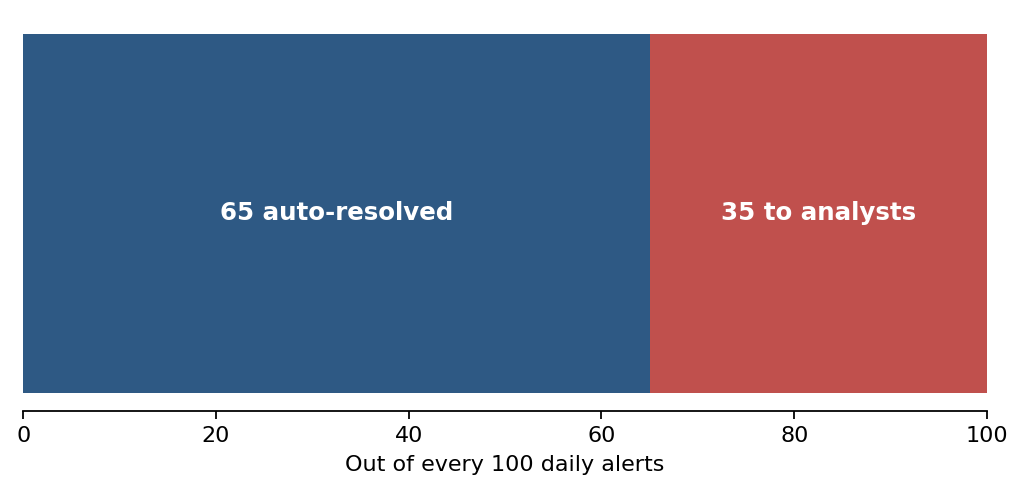 65 auto-resolved
35 to analysts
0 20 40 60 80 100
Out of every 100 daily alerts